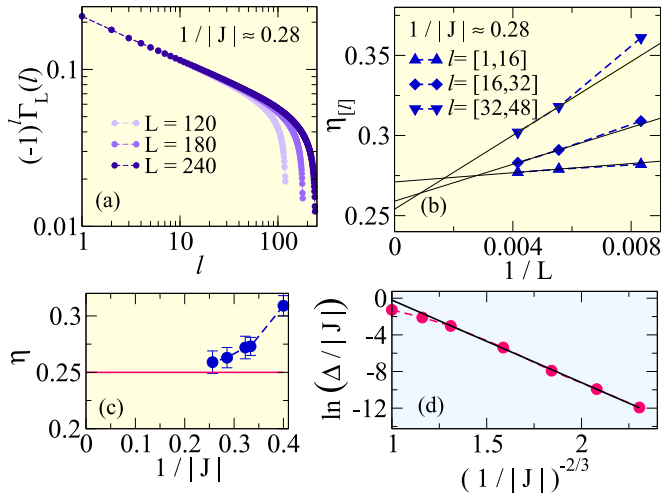 1 / | J | ≈ 0.28
0.1
0.01
(-1)^l Γ_L(l)
L = 120
L = 180
L = 240
(a)
1
10
100
l
1 / | J | ≈ 0.28
l= [1,16]
l= [16,32]
l= [32,48]
0.35
0.3
0.25
η_[l]
(b)
0
0.004
0.008
1 / L
0.3
0.25
0.2
η
(c)
0
0.1
0.2
0.3
0.4
1 / | J |
0
-4
-8
-12
ln ( Δ / | J | )
(d)
1
1.5
2
( 1 / | J | )^-2/3